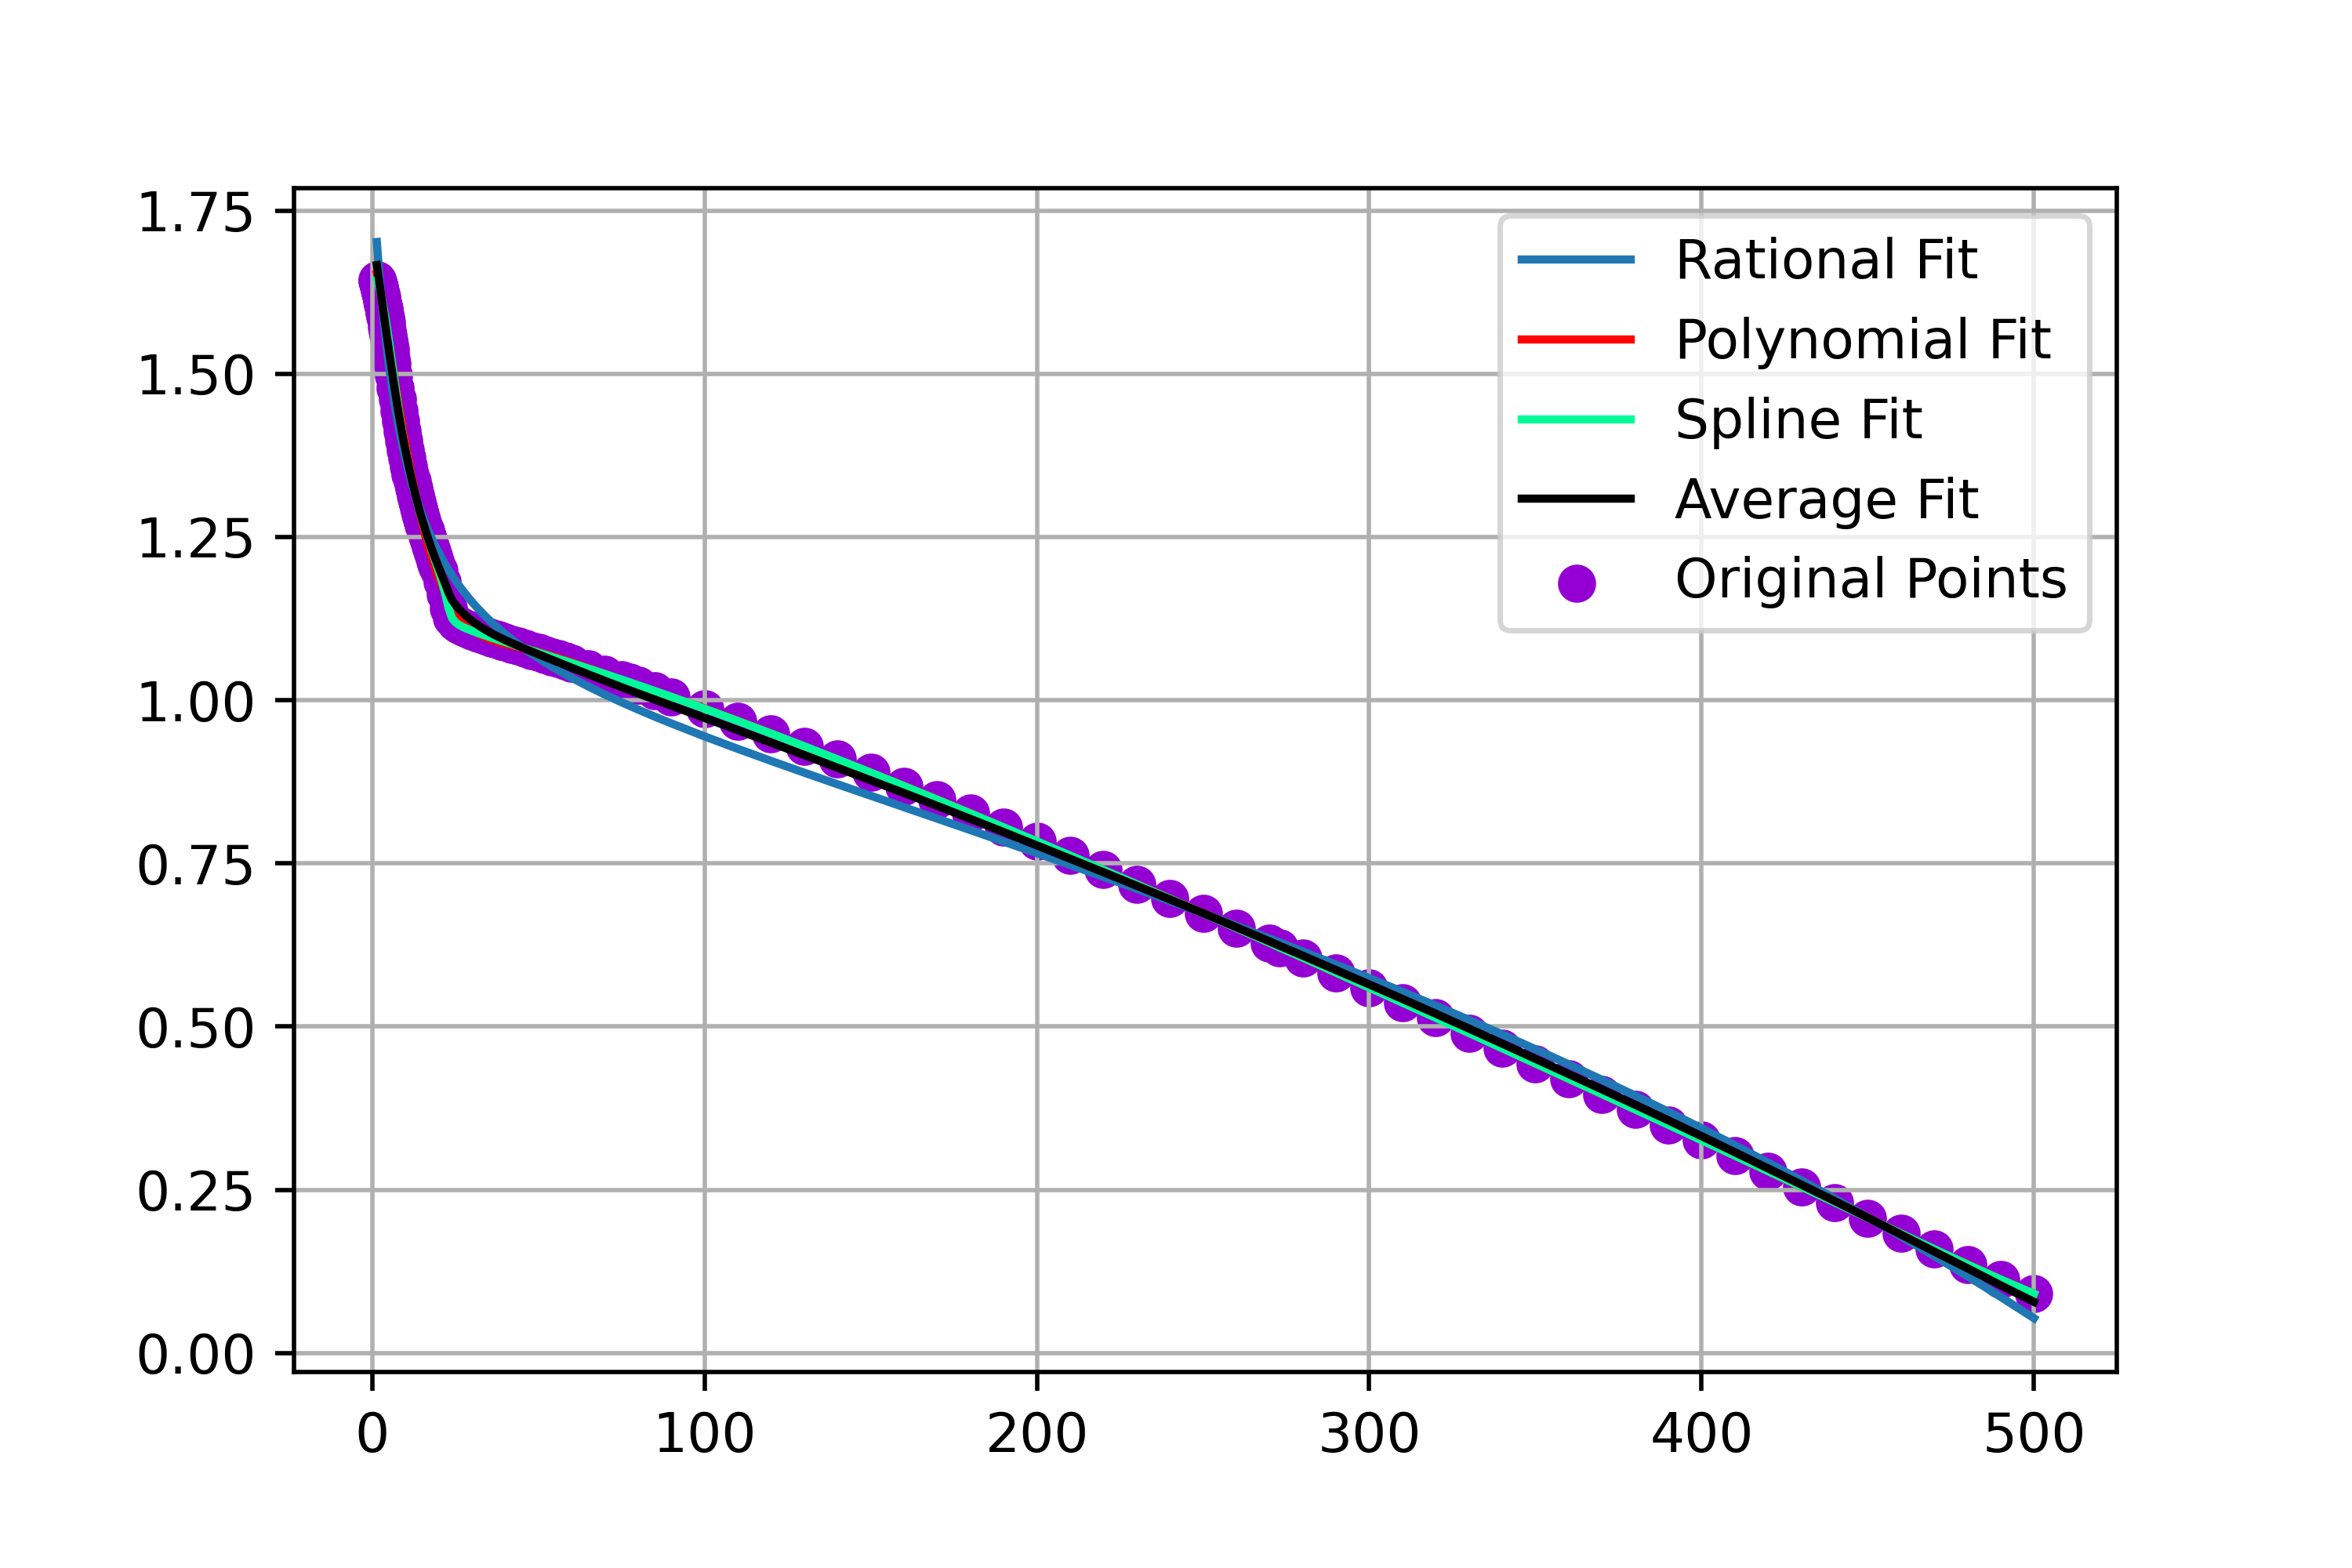 1.75
1.50
1.25
1.00
0.75
0.50
0.25
0.00
0 100 200 300 400 500
Rational Fit
Polynomial Fit
Spline Fit
Average Fit
Original Points